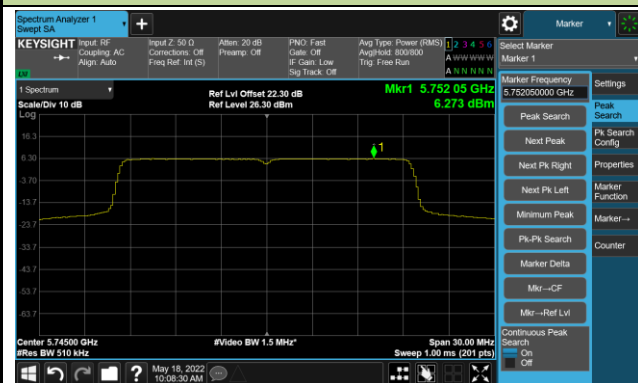 Spectrum Analyzer 1
Swept SA
+
Marker
KEYSIGHT
Input: RF
Coupling: AC
Align: Auto
Input Z: 50 Ω
Corrections: Off
Freq Ref: Int (S)
Atten: 20 dB
Preamp: Off
PNO: Fast
Gate: Off
IF Gain: Low
Sig Track: Off
Avg Type: Power (RMS)
Avg|Hold: 800/800
Trig: Free Run
1 2 3 4 5 6
A W W W W W
A N N N N N
Select Marker
Marker 1
1 Spectrum
Scale/Div 10 dB
Log
Ref Lvl Offset 22.30 dB
Ref Level 26.30 dBm
Mkr1 5.752 05 GHz
6.273 dBm
1
16.3
6.30
-3.70
-13.7
-23.7
-33.7
-43.7
-53.7
-63.7
Center 5.74500 GHz
#Res BW 510 kHz
#Video BW 1.5 MHz*
Span 30.00 MHz
Sweep 1.00 ms (201 pts)
Marker Frequency
5.752050000 GHz
Peak Search
Next Peak
Next Pk Right
Next Pk Left
Minimum Peak
Pk-Pk Search
Marker Delta
Mkr→CF
Mkr→Ref Lvl
Continuous Peak
Search
On
Off
Settings
Peak
Search
Pk Search
Config
Properties
Marker
Function
Marker→
Counter
?
May 18, 2022
10:08:30 AM